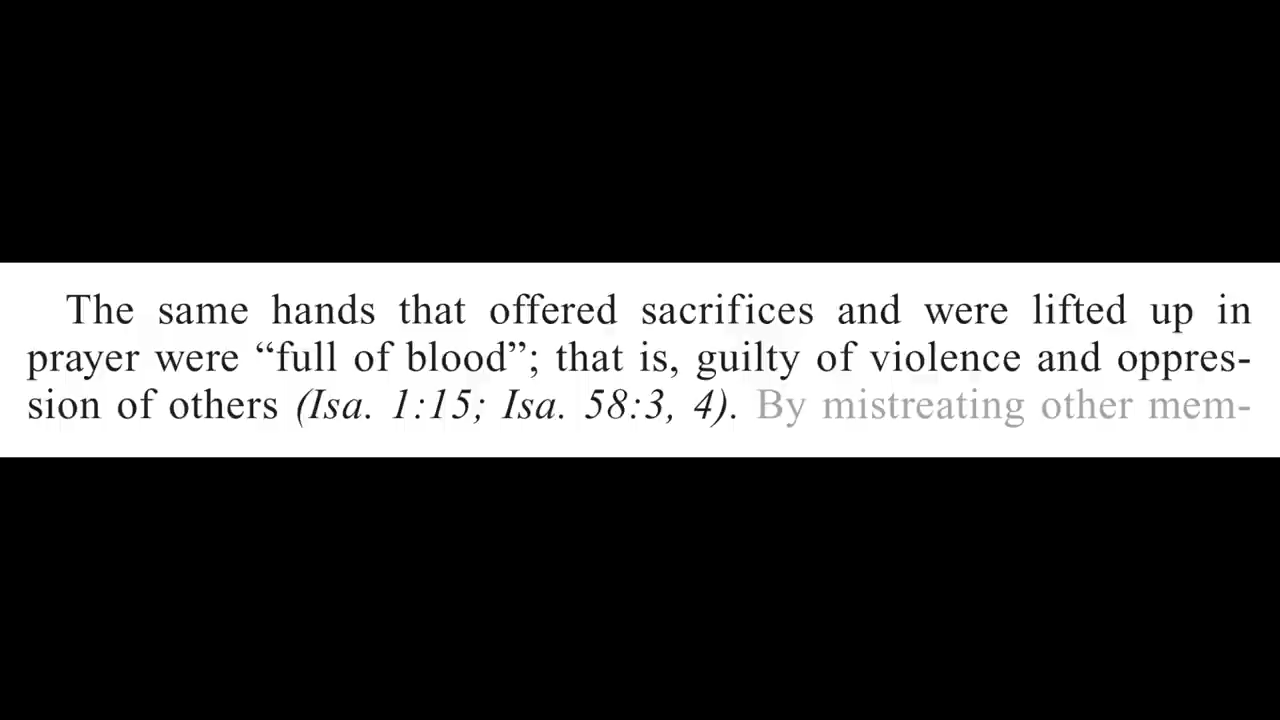 The same hands that offered sacrifices and were lifted up in
prayer were “full of blood”; that is, guilty of violence and oppres-
sion of others (Isa. 1:15; Isa. 58:3, 4). By mistreating other mem-